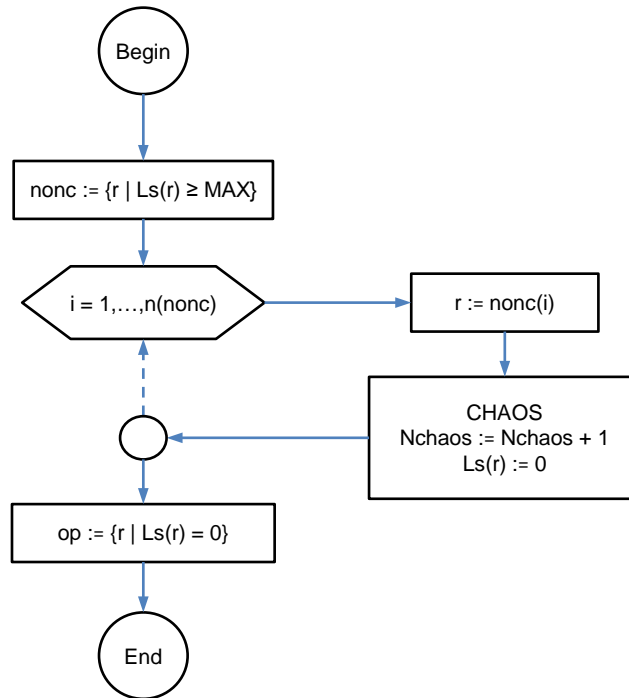 Begin
nonc := {r | Ls(r) ≥ MAX}
i = 1,…,n(nonc)
r := nonc(i)
CHAOS
Nchaos := Nchaos + 1
Ls(r) := 0
op := {r | Ls(r) = 0}
End